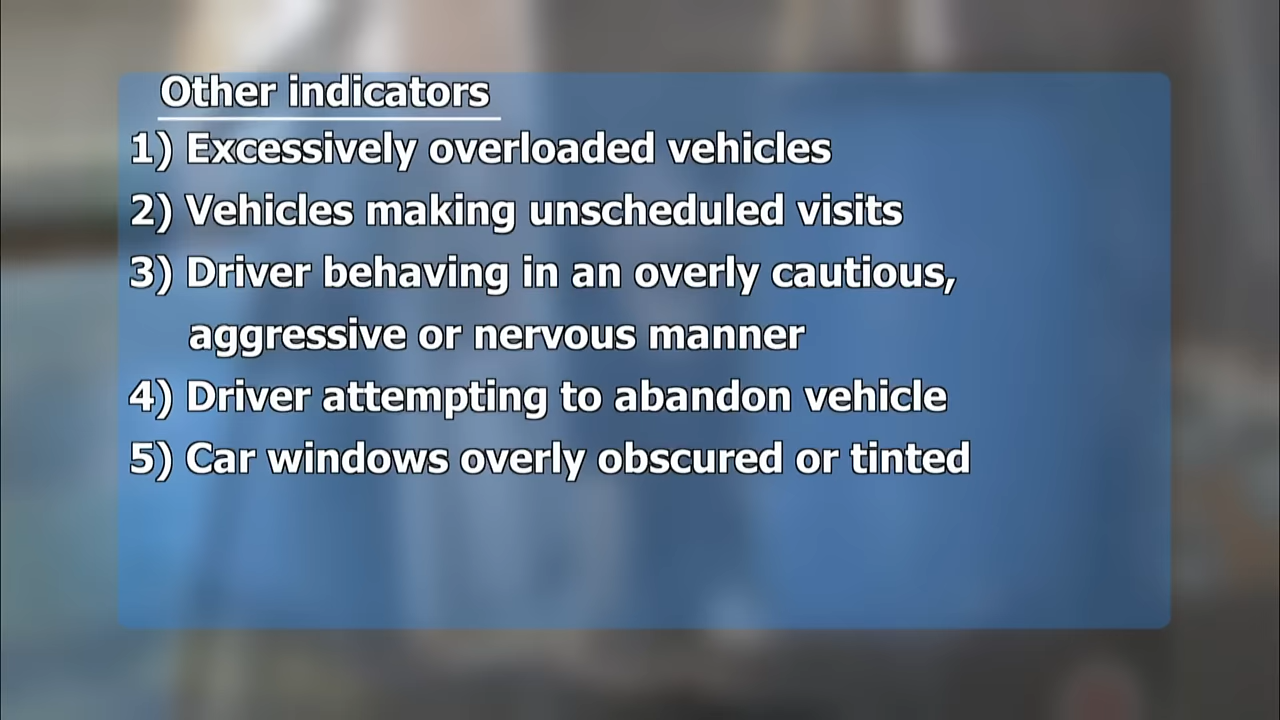 Other indicators
1) Excessively overloaded vehicles
2) Vehicles making unscheduled visits
3) Driver behaving in an overly cautious,
aggressive or nervous manner
4) Driver attempting to abandon vehicle
5) Car windows overly obscured or tinted